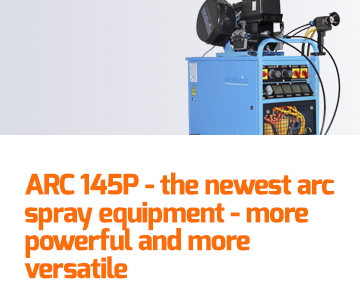 ARC 145P - the newest arc
spray equipment - more
powerful and more
versatile